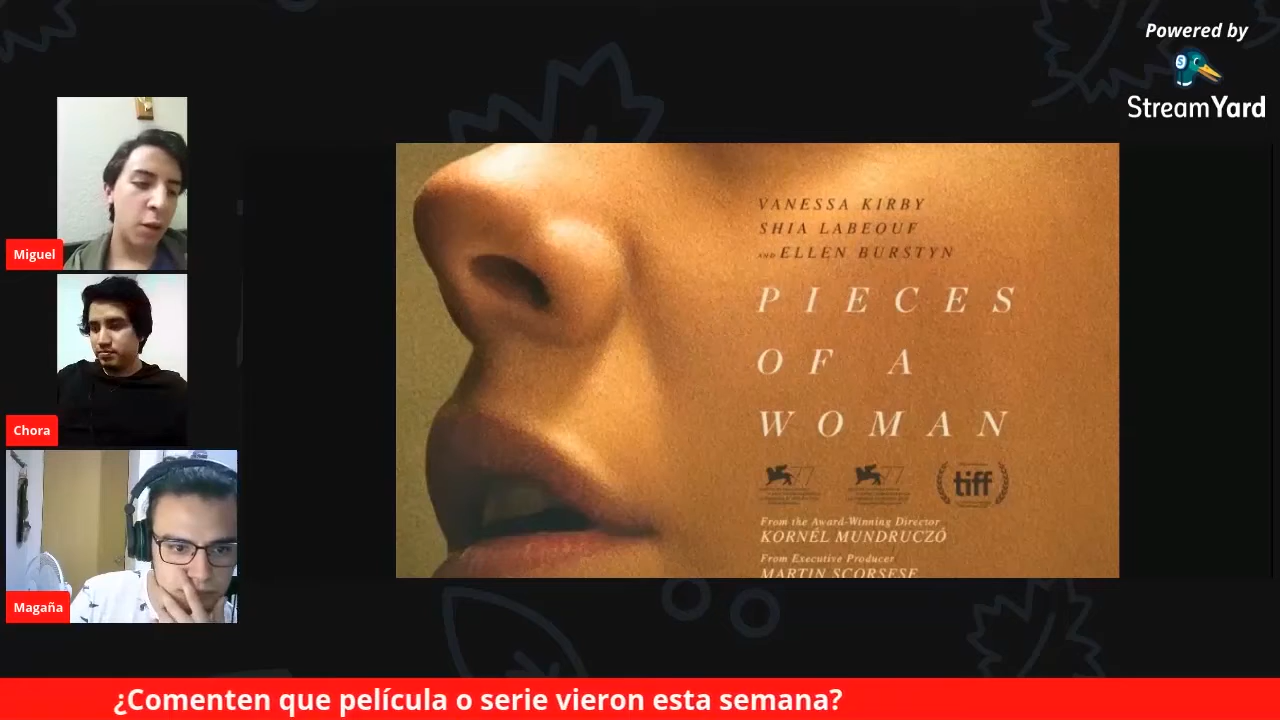 Powered by
StreamYard
Miguel
Chora
Magaña
VANESSA KIRBY
SHIA LABEOUF
AND ELLEN BURSTYN
PIECES
OF A
WOMAN
tiff
From the Award-Winning Director
KORNÉL MUNDRUCZÓ
From Executive Producer
MARTIN SCORSESE
¿Comenten que película o serie vieron esta semana?